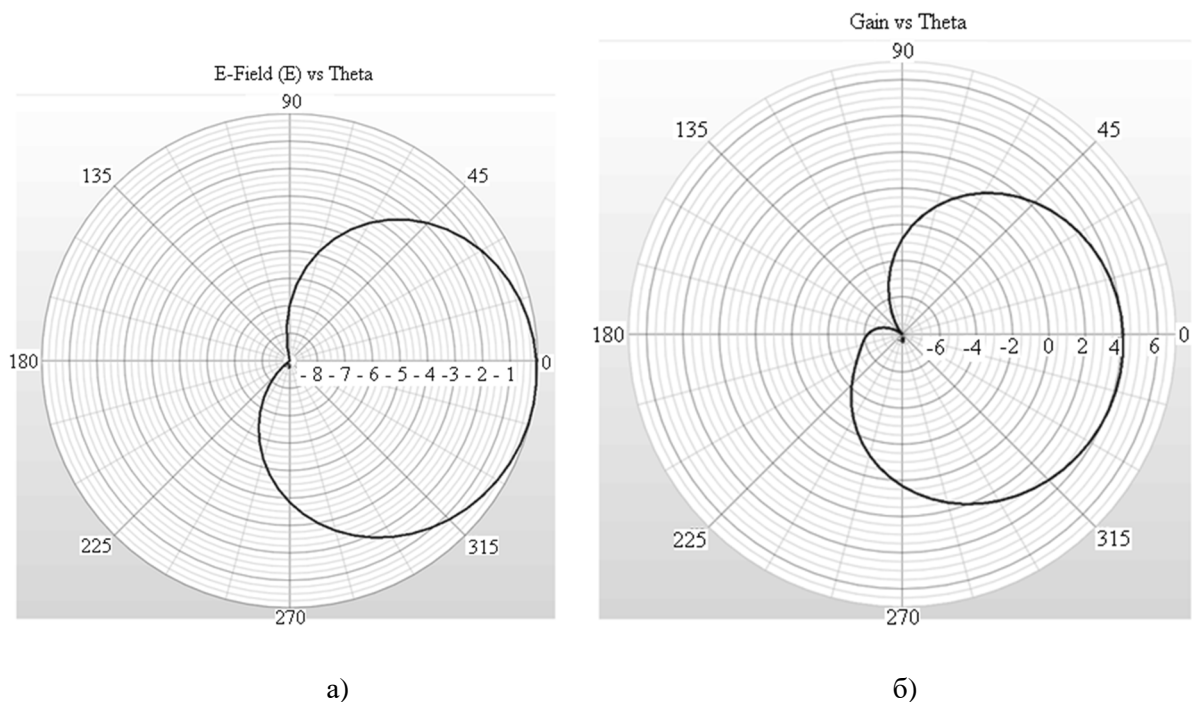 E-Field (E) vs Theta
90
135
45
180
- 8 - 7 - 6 - 5 - 4 - 3 - 2 - 1
0
225
315
270
а)
Gain vs Theta
90
135
45
180
-6 -4 -2 0 2 4 6
0
225
315
270
б)